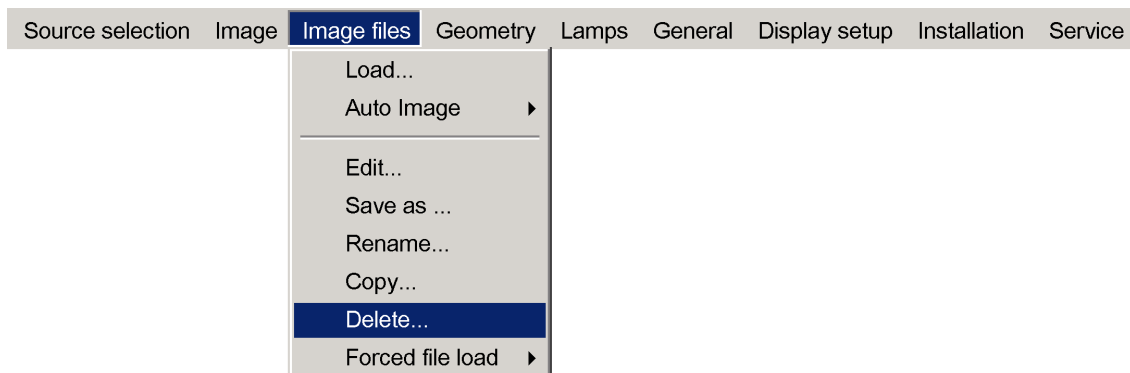 Source selection Image Image files Geometry Lamps General Display setup Installation Service
Load...
Auto Image
Edit...
Save as ...
Rename...
Copy...
Delete...
Forced file load